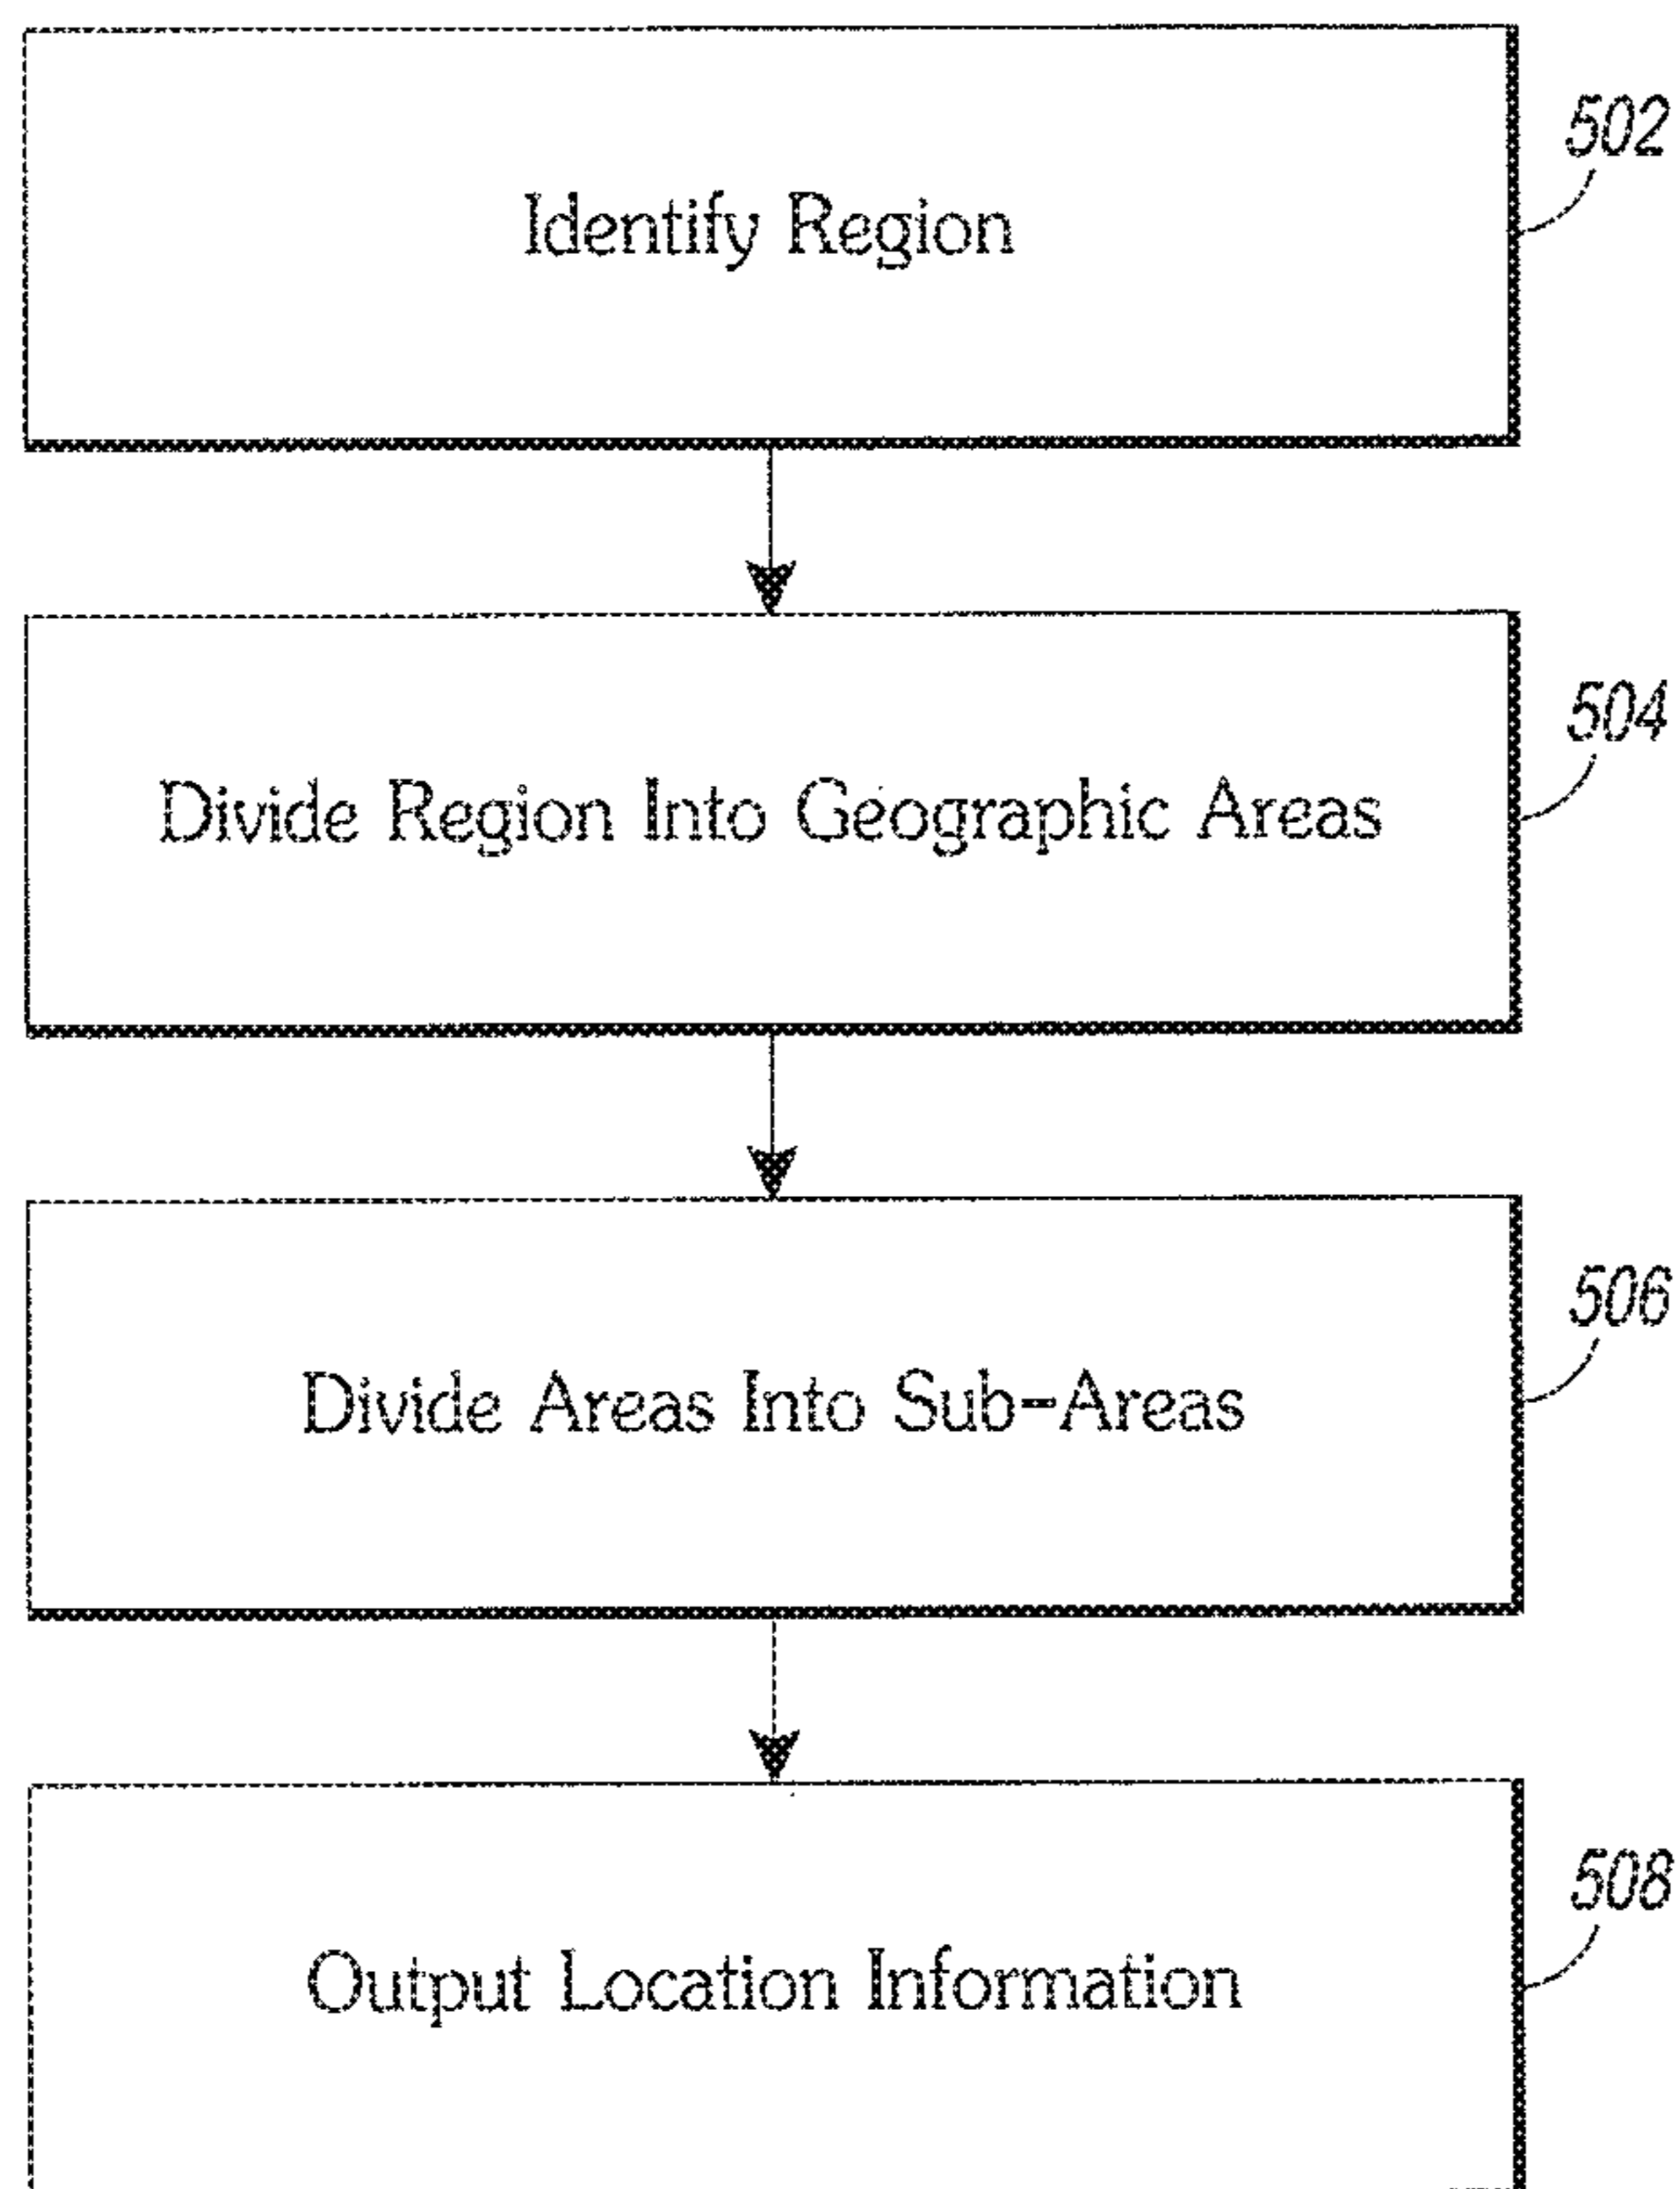 Identify Region
502
Divide Region Into Geographic Areas
504
Divide Areas Into Sub-Areas
506
Output Location Information
508